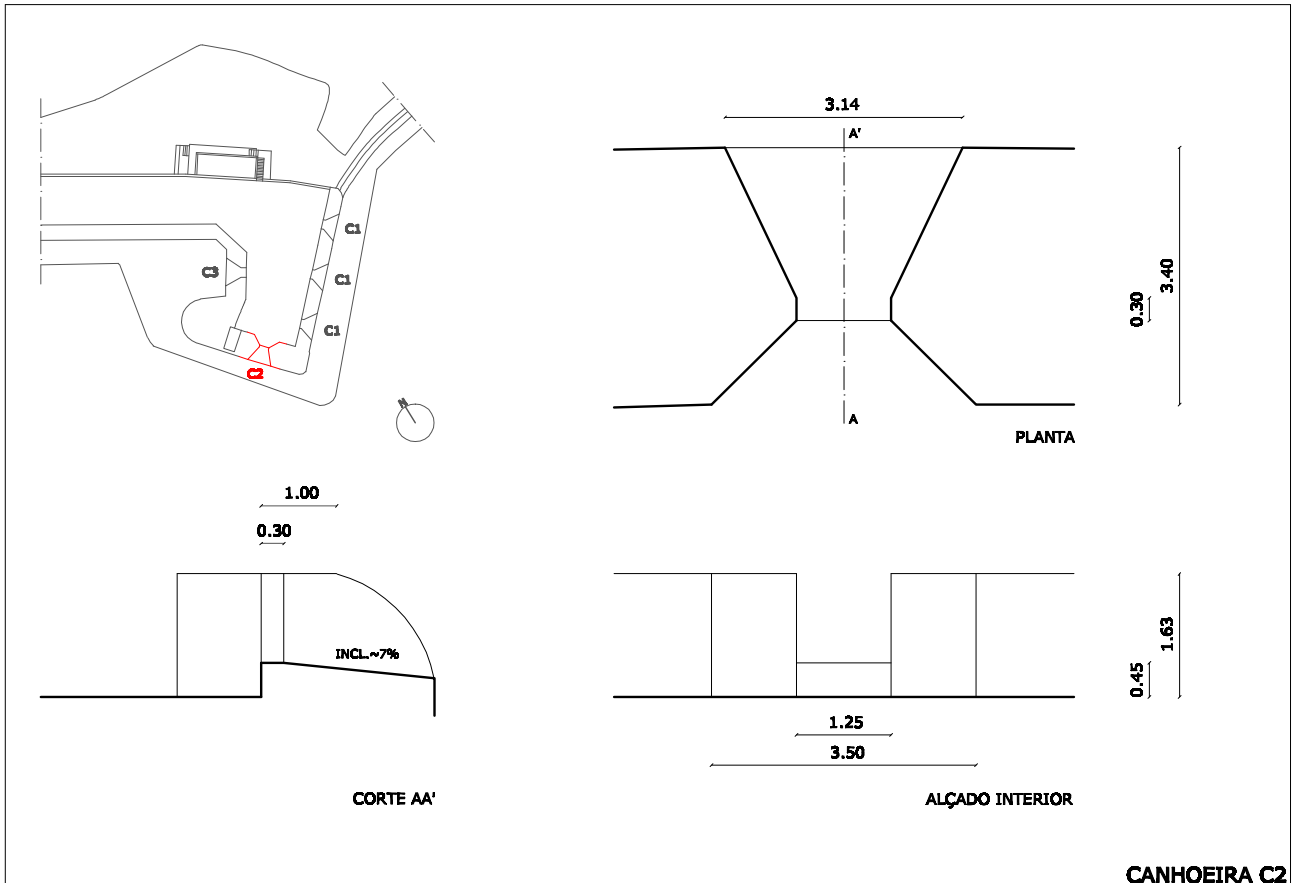 C1
C3
C1
C1
C2
N
3.14
A'
3.40
0.30
A
PLANTA
1.00
0.30
INCL.~7%
CORTE AA'
1.63
0.45
1.25
3.50
ALÇADO INTERIOR
CANHOEIRA C2